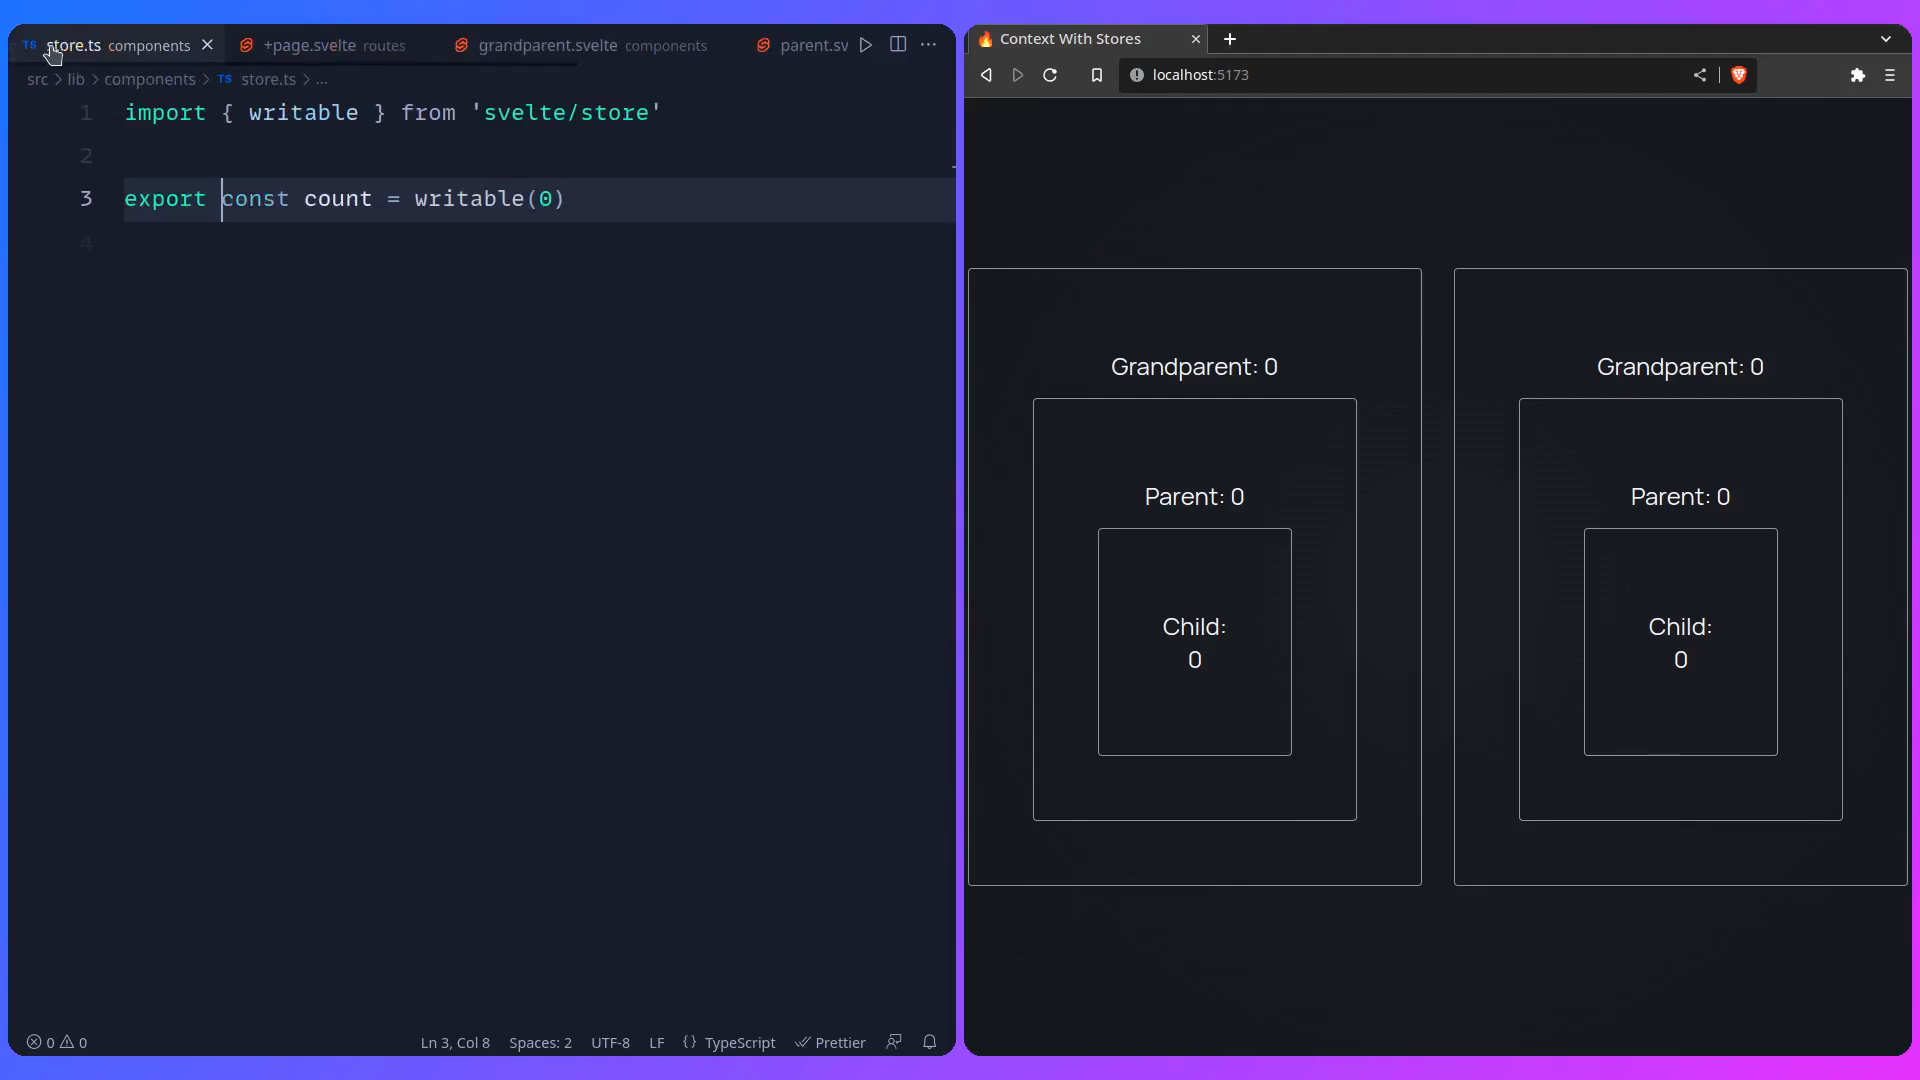 TS store.ts components
+page.svelte routes
grandparent.svelte components
parent.sv
src > lib > components > TS store.ts > ...
1 import { writable } from 'svelte/store'
2
3 export const count = writable(0)
4
0 0
Ln 3, Col 8
Spaces: 2
UTF-8
LF
{} TypeScript
Prettier
Context With Stores
localhost:5173
Grandparent: 0
Parent: 0
Child:
0
Grandparent: 0
Parent: 0
Child:
0